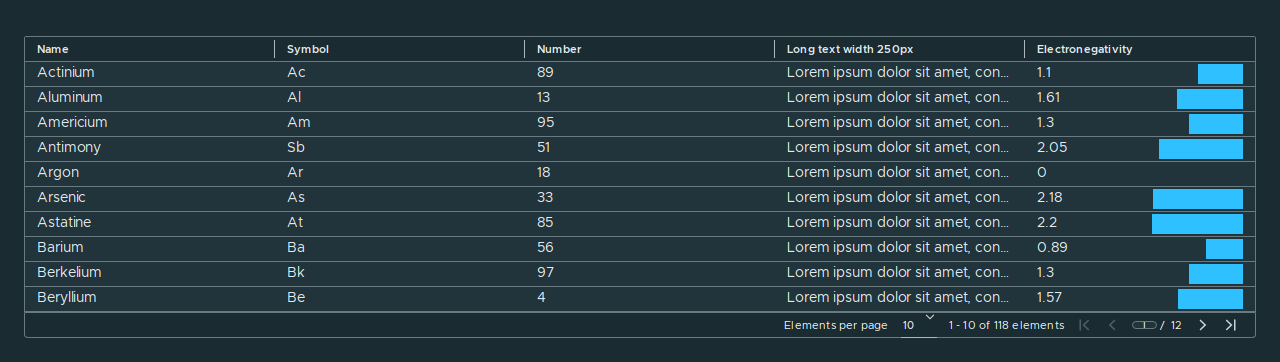 Name Symbol Number Long text width 250px Electronegativity
Actinium Ac 89 Lorem ipsum dolor sit amet, con... 1.1
Aluminum Al 13 Lorem ipsum dolor sit amet, con... 1.61
Americium Am 95 Lorem ipsum dolor sit amet, con... 1.3
Antimony Sb 51 Lorem ipsum dolor sit amet, con... 2.05
Argon Ar 18 Lorem ipsum dolor sit amet, con... 0
Arsenic As 33 Lorem ipsum dolor sit amet, con... 2.18
Astatine At 85 Lorem ipsum dolor sit amet, con... 2.2
Barium Ba 56 Lorem ipsum dolor sit amet, con... 0.89
Berkelium Bk 97 Lorem ipsum dolor sit amet, con... 1.3
Beryllium Be 4 Lorem ipsum dolor sit amet, con... 1.57
Elements per page 10 1 - 10 of 118 elements 1 / 12